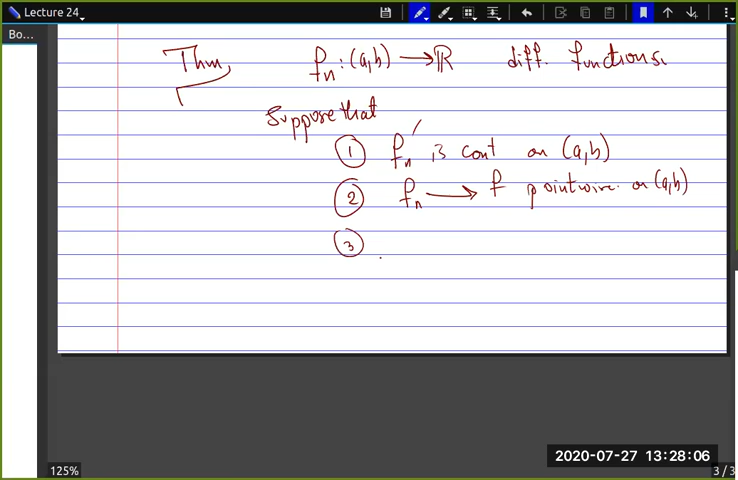 Lecture 24
Bo...
Thm, fₙ : (a,b) → ℝ diff. functions.
Suppose that
① fₙ′ is cont on (a,b)
② fₙ → f pointwise on (a,b)
③
2020-07-27 13:28:06
125% 3 / 3